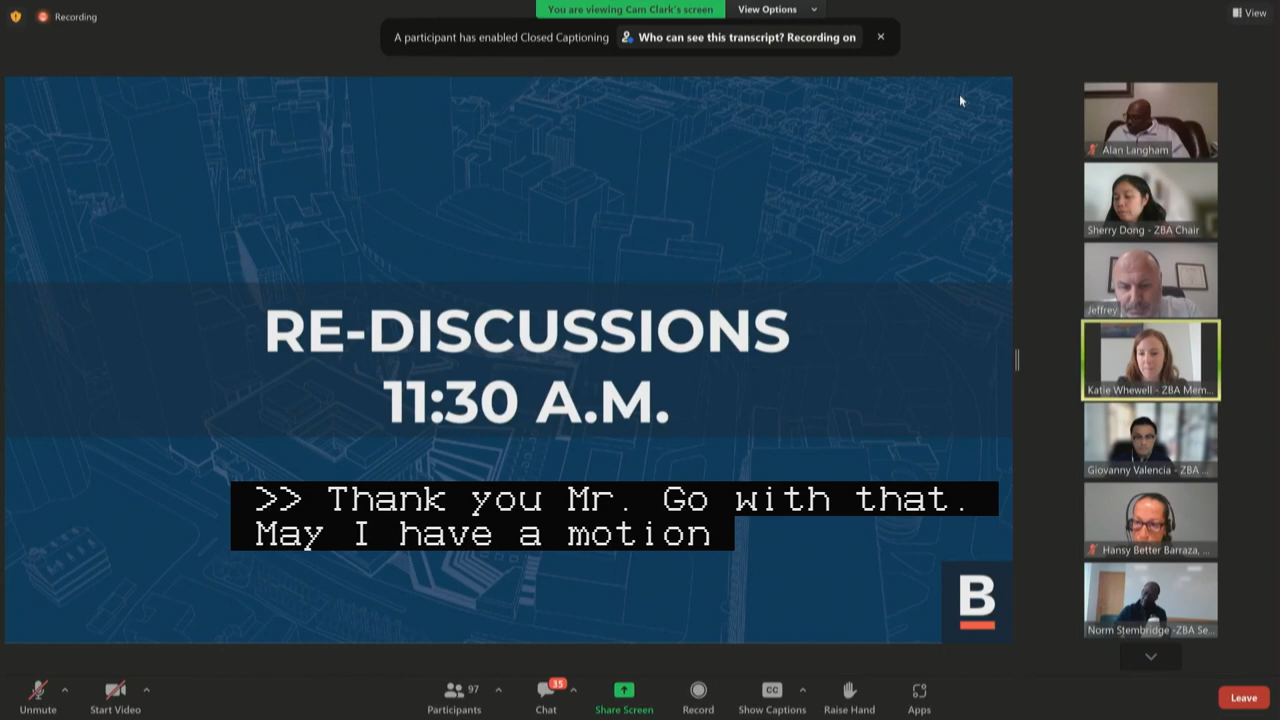 Recording
You are viewing Cam Clark's screen
View Options
View
A participant has enabled Closed Captioning
Who can see this transcript? Recording on
RE-DISCUSSIONS
11:30 A.M.
>> Thank you Mr. Go with that.
May I have a motion
B
Alan Langham
Sherry Dong - ZBA Chair
Jeffrey
Katie Whewell - ZBA Mem...
Giovanny Valencia - ZBA ...
Hansy Better Barraza, ...
Norm Stembridge -ZBA Se...
Unmute
Start Video
97
Participants
35
Chat
Share Screen
Record
CC
Show Captions
Raise Hand
Apps
Leave